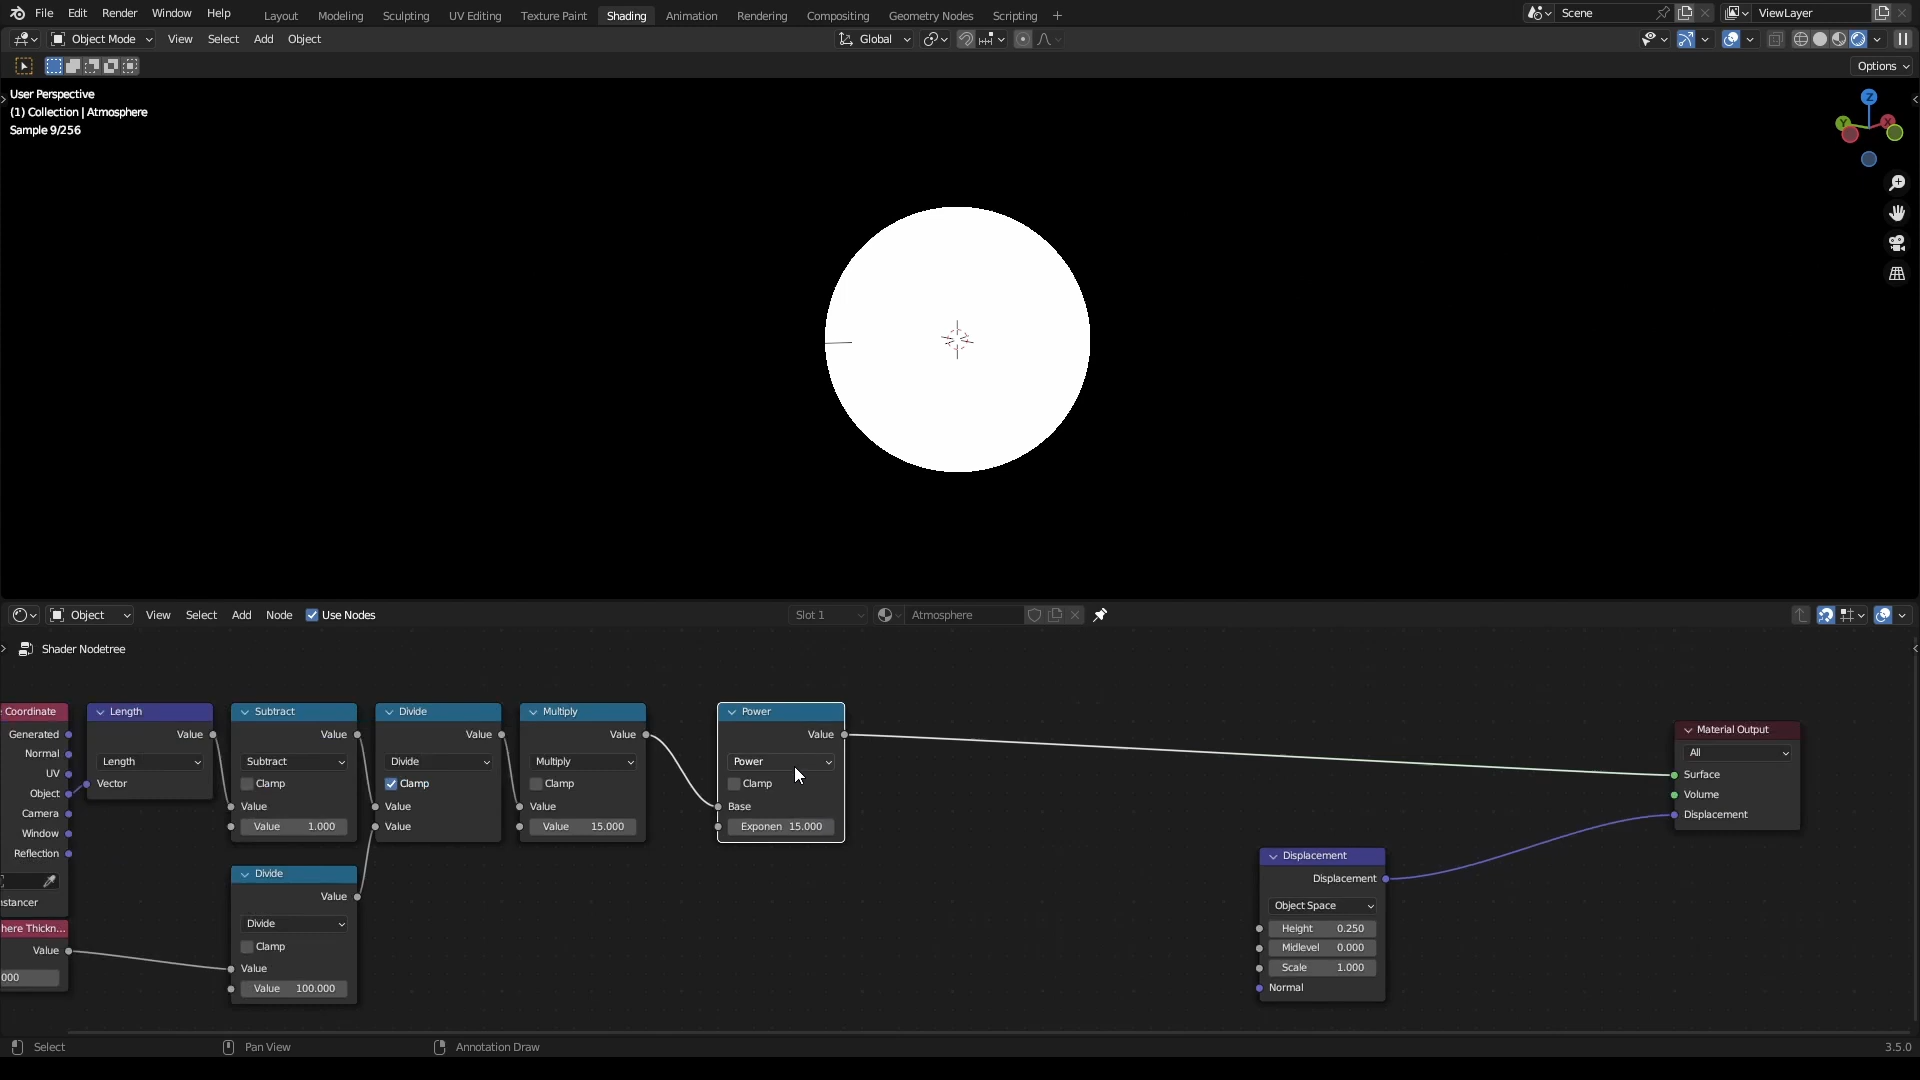 File Edit Render Window Help Layout Modeling Sculpting UV Editing Texture Paint Shading Animation Rendering Compositing Geometry Nodes Scripting + Scene ViewLayer
Object Mode View Select Add Object Global
Options
User Perspective
(1) Collection | Atmosphere
Sample 9/256
Z
Y X
Object View Select Add Node Use Nodes Slot 1 Atmosphere
Shader Nodetree
Coordinate
Generated
Normal
UV
Object
Camera
Window
Reflection
nstancer
here Thickn...
Value
000
Length
Value
Length
Vector
Subtract
Value
Subtract
Clamp
Value
Value 1.000
Divide
Value
Divide
Clamp
Value
Value 100.000
Divide
Value
Divide
Clamp
Value
Value
Multiply
Value
Multiply
Clamp
Value
Value 15.000
Power
Value
Power
Clamp
Base
Exponen 15.000
Displacement
Displacement
Object Space
Height 0.250
Midlevel 0.000
Scale 1.000
Normal
Material Output
All
Surface
Volume
Displacement
Select Pan View Annotation Draw 3.5.0